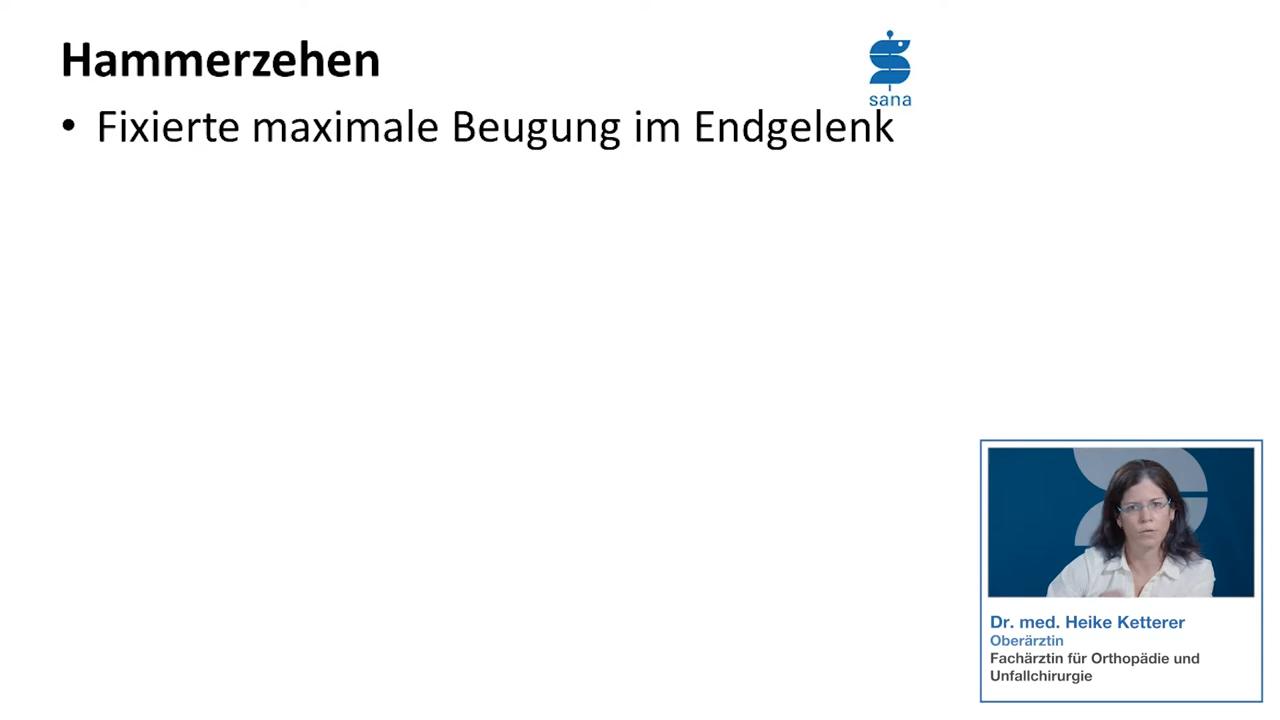 Hammerzehen
sana
• Fixierte maximale Beugung im Endgelenk
Dr. med. Heike Ketterer
Oberärztin
Fachärztin für Orthopädie und
Unfallchirurgie